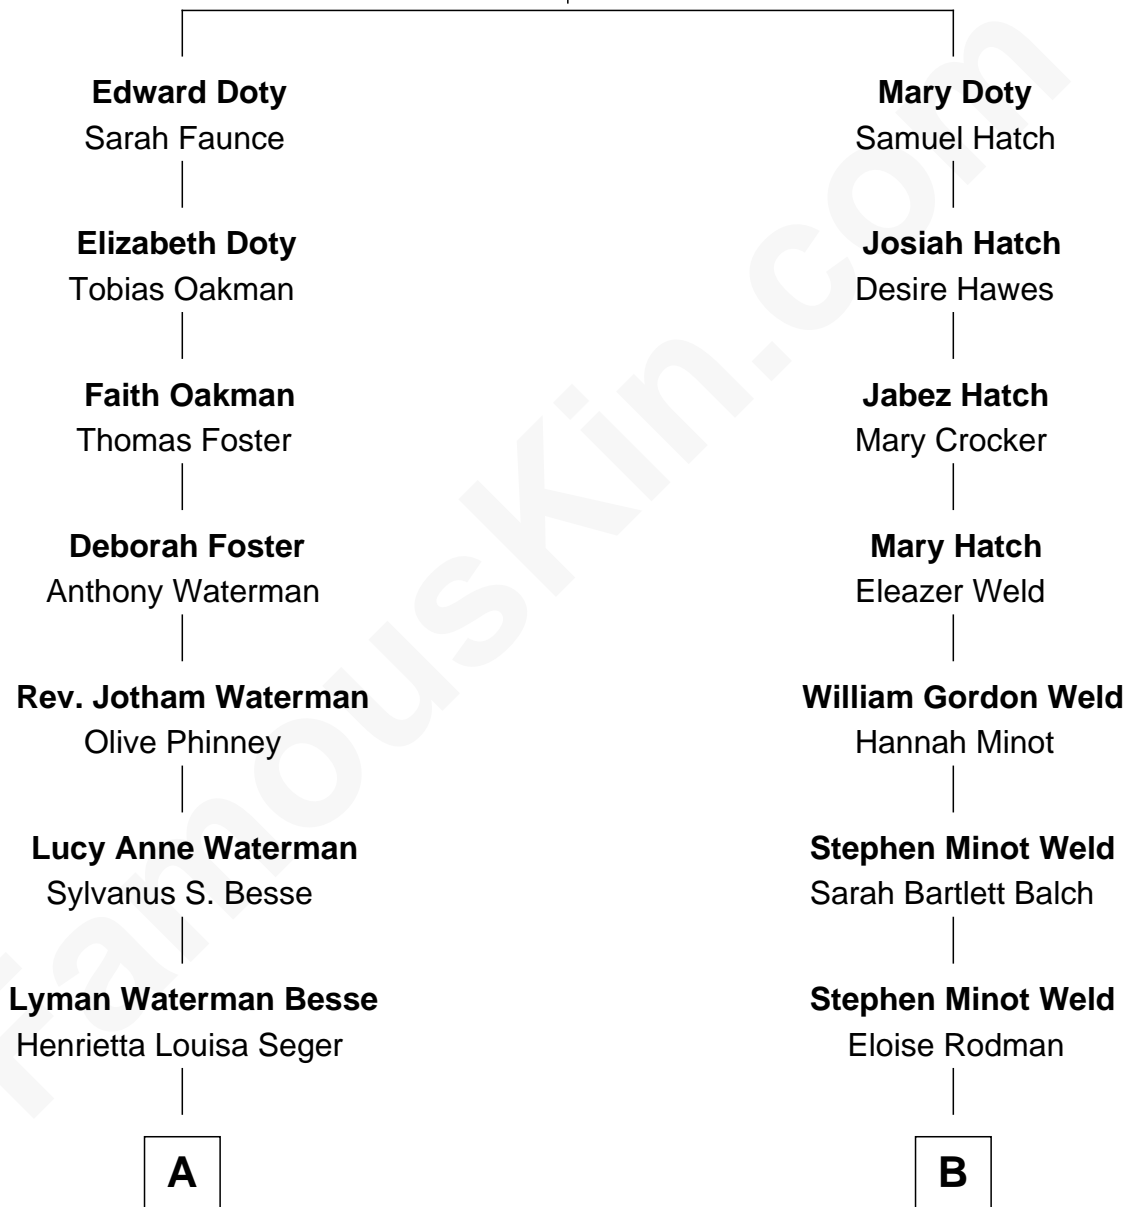 Edward Doty
Sarah Faunce
Elizabeth Doty
Tobias Oakman
Faith Oakman
Thomas Foster
Deborah Foster
Anthony Waterman
Rev. Jotham Waterman
Olive Phinney
Lucy Anne Waterman
Sylvanus S. Besse
Lyman Waterman Besse
Henrietta Louisa Seger
A
Mary Doty
Samuel Hatch
Josiah Hatch
Desire Hawes
Jabez Hatch
Mary Crocker
Mary Hatch
Eleazer Weld
William Gordon Weld
Hannah Minot
Stephen Minot Weld
Sarah Bartlett Balch
Stephen Minot Weld
Eloise Rodman
B
FamousKin.com